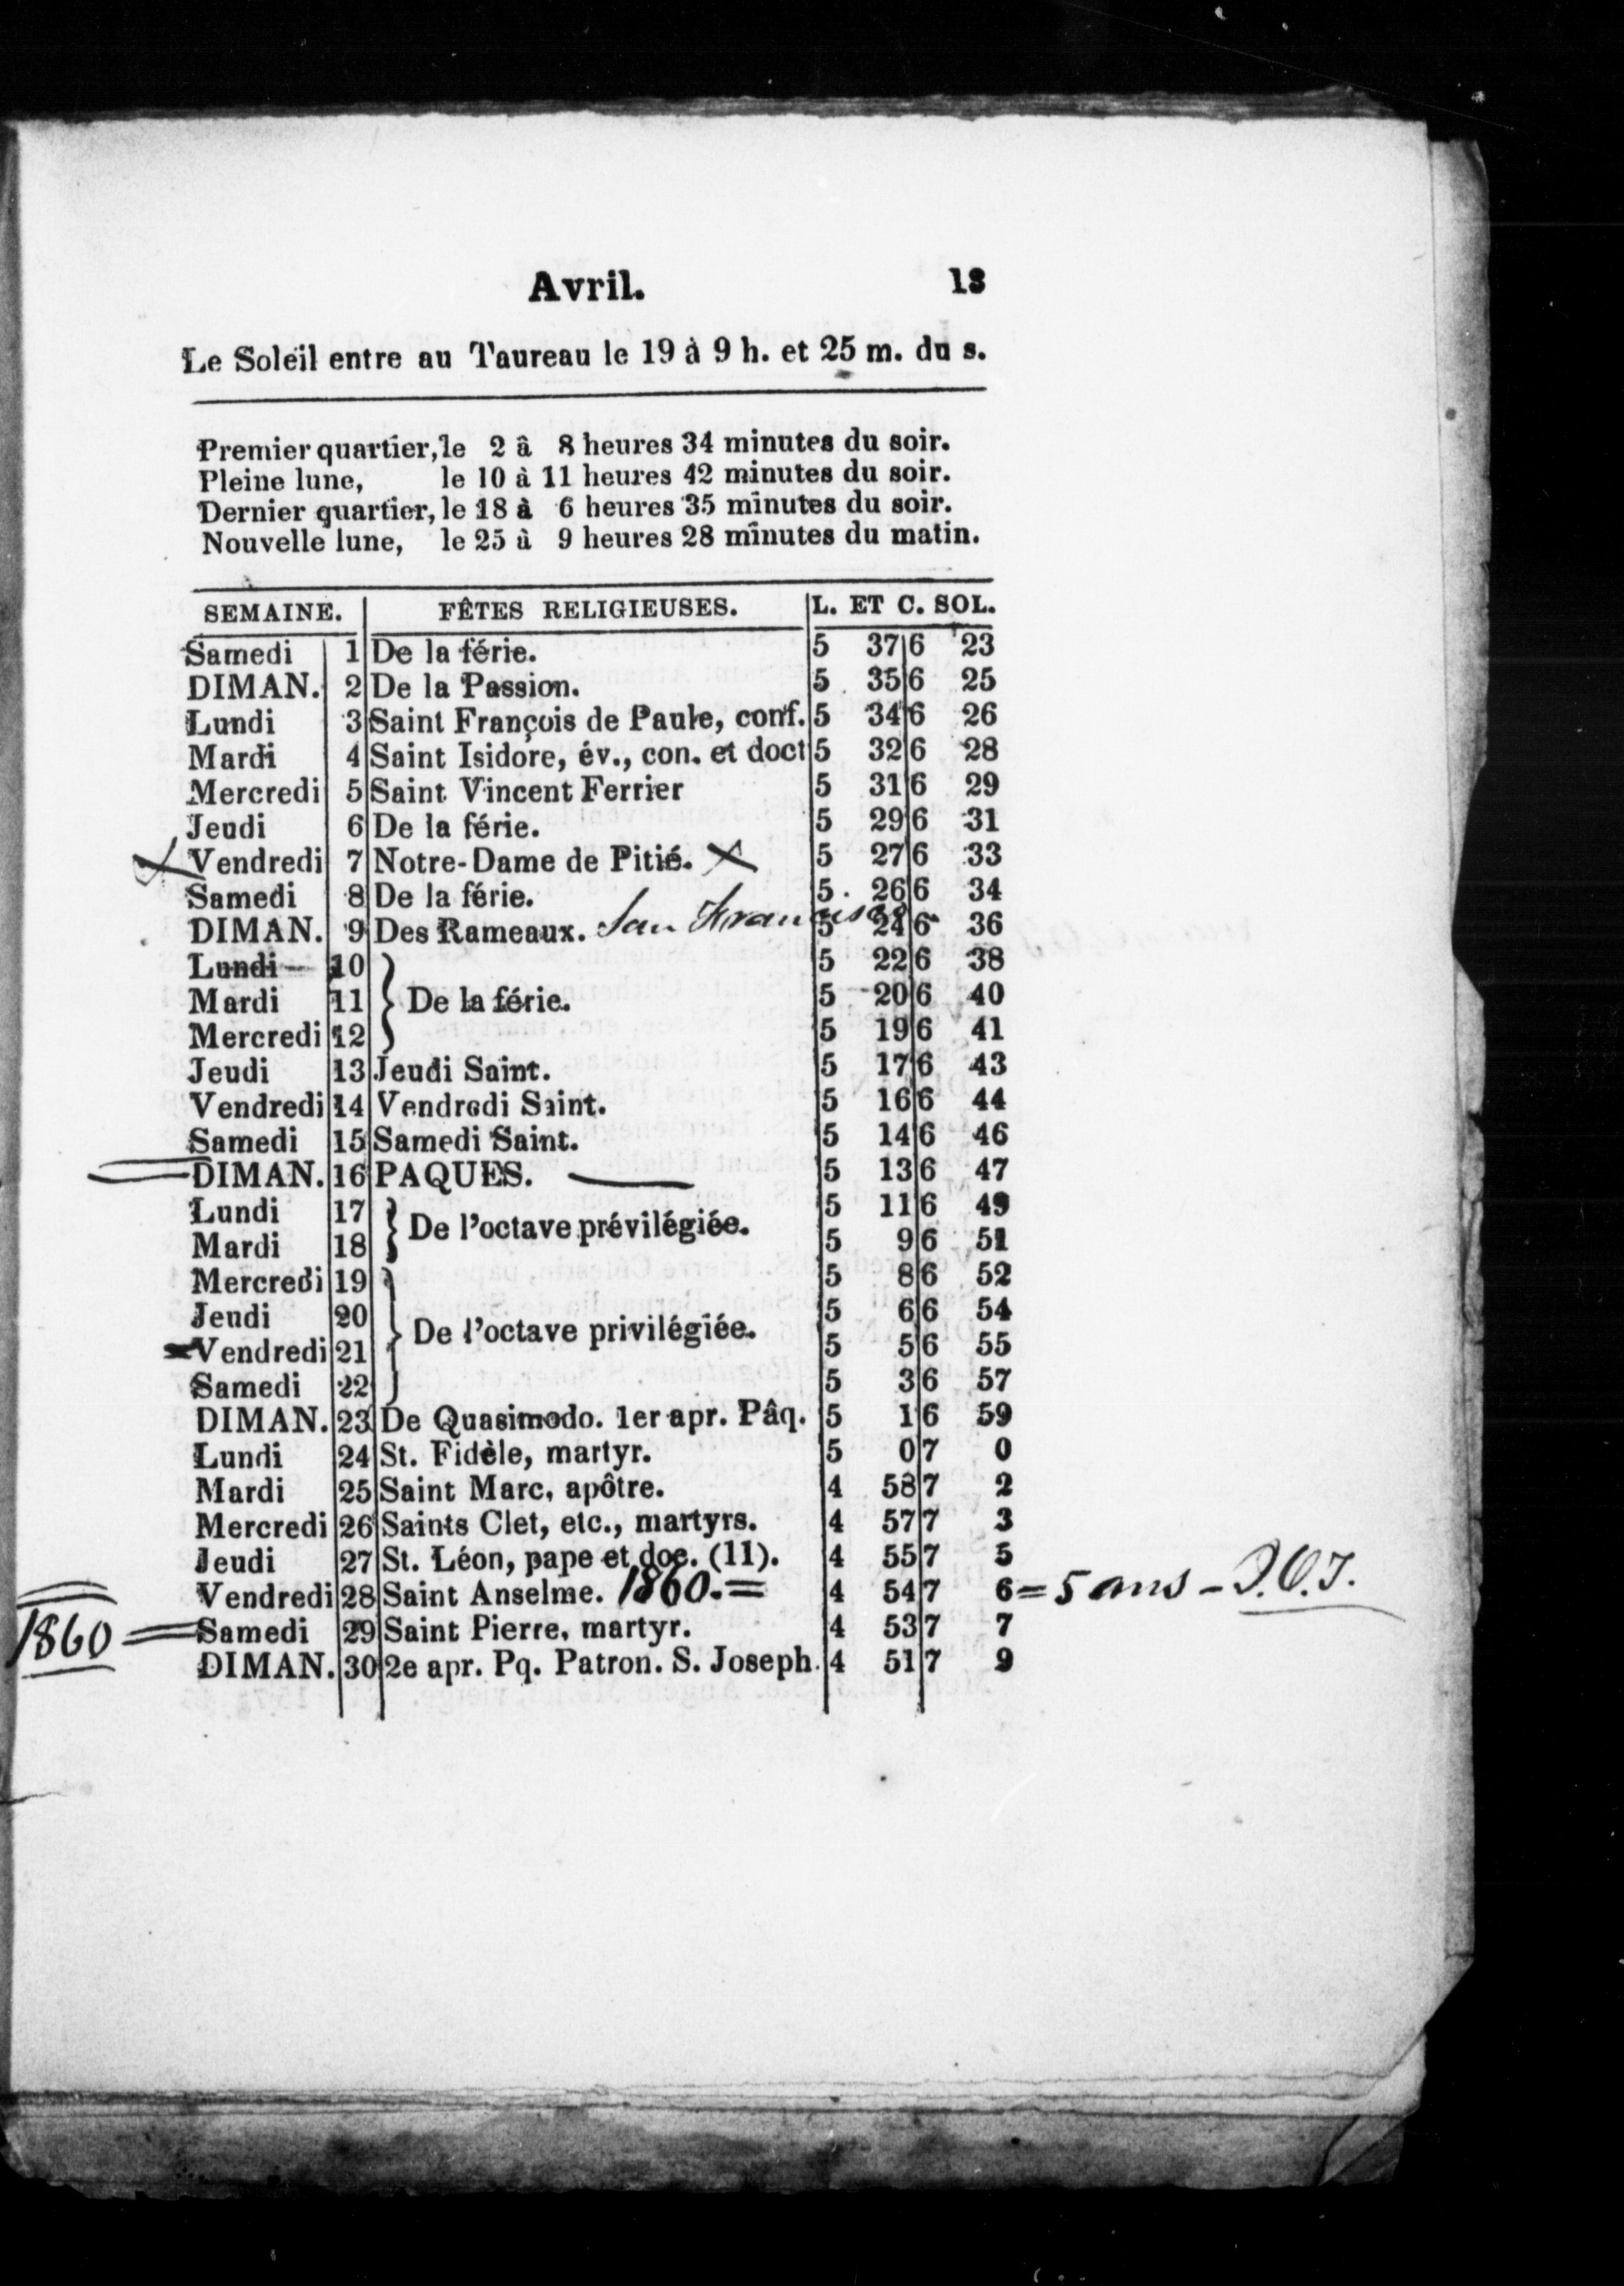 Avril. 13
Le Soleil entre au Taureau le 19 à 9 h. et 25 m. du s.
Premier quartier, le 2 â 8 heures 34 minutes du soir.
Pleine lune, le 10 à 11 heures 42 minutes du soir.
Dernier quartier, le 18 à 6 heures 35 minutes du soir.
Nouvelle lune, le 25 à 9 heures 28 minutes du matin.
SEMAINE. FÊTES RELIGIEUSES. L. ET C. SOL.
Samedi 1 De la férie. 5 37 6 23
DIMAN. 2 De la Passion. 5 35 6 25
Lundi 3 Saint François de Paule, conf. 5 34 6 26
Mardi 4 Saint Isidore, év., con. et doct 5 32 6 28
Mercredi 5 Saint Vincent Ferrier 5 31 6 29
Jeudi 6 De la férie. 5 29 6 31
X Vendredi 7 Notre-Dame de Pitié. X 5 27 6 33
Samedi 8 De la férie. 5 26 6 34
DIMAN. 9 Des Rameaux. San Francisco 5 24 6 36
Lundi 10 5 22 6 38
Mardi 11 } De la férie. 5 20 6 40
Mercredi 12 5 19 6 41
Jeudi 13 Jeudi Saint. 5 17 6 43
Vendredi 14 Vendredi Saint. 5 16 6 44
Samedi 15 Samedi Saint. 5 14 6 46
DIMAN. 16 PAQUES. 5 13 6 47
Lundi 17 } De l'octave prévilégiée. 5 11 6 49
Mardi 18 5 9 6 51
Mercredi 19 5 8 6 52
Jeudi 20 } De l'octave privilégiée. 5 6 6 54
Vendredi 21 5 5 6 55
Samedi 22 5 3 6 57
DIMAN. 23 De Quasimodo. 1er apr. Pâq. 5 1 6 59
Lundi 24 St. Fidèle, martyr. 5 0 7 0
Mardi 25 Saint Marc, apôtre. 4 58 7 2
Mercredi 26 Saints Clet, etc., martyrs. 4 57 7 3
Jeudi 27 St. Léon, pape et doc. (11). 4 55 7 5
Vendredi 28 Saint Anselme. 1860.= 4 54 7 6 = 5 ans -
1860 = Samedi 29 Saint Pierre, martyr. 4 53 7 7
DIMAN. 30 2e apr. Pq. Patron. S. Joseph. 4 51 7 9